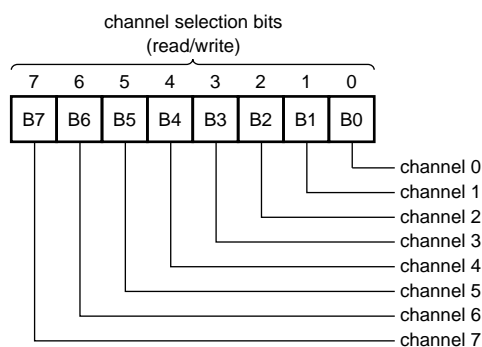 channel selection bits
(read/write)
7 6 5 4 3 2 1 0
B7 B6 B5 B4 B3 B2 B1 B0
channel 0
channel 1
channel 2
channel 3
channel 4
channel 5
channel 6
channel 7